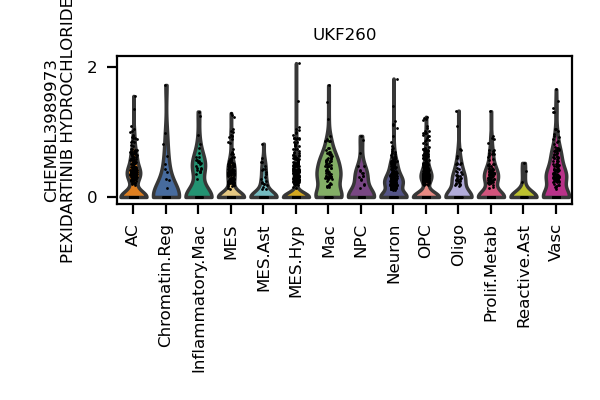 UKF260
CHEMBL3989973
PEXIDARTINIB HYDROCHLORIDE
2
0
AC
Chromatin.Reg
Inflammatory.Mac
MES
MES.Ast
MES.Hyp
Mac
NPC
Neuron
OPC
Oligo
Prolif.Metab
Reactive.Ast
Vasc